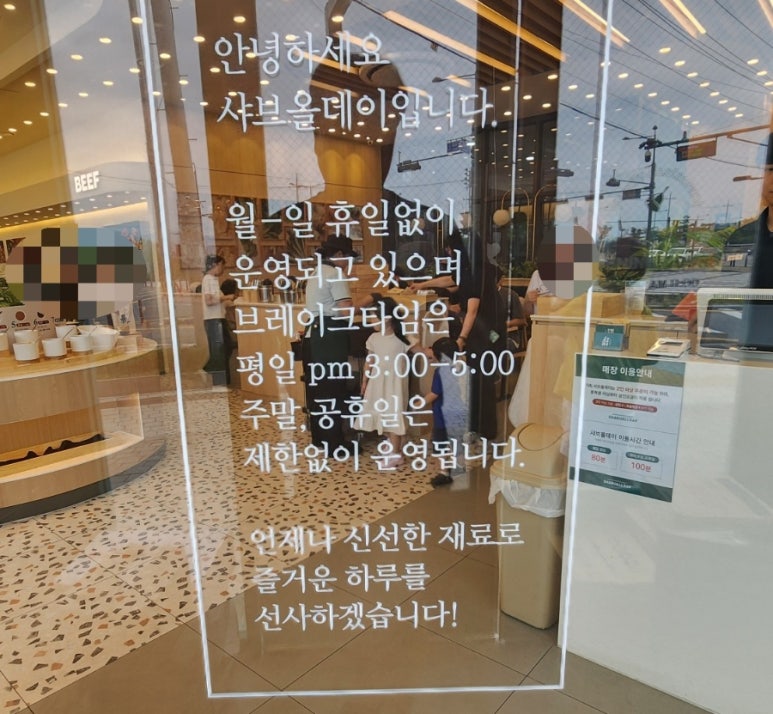 안녕하세요
샤브올데이입니다.
월-일 휴일없이
운영되고 있으며
브레이크타임은
평일 pm 3:00-5:00
주말,공휴일은
제한없이 운영됩니다.
언제나 신선한 재료로
즐거운 하루를
선사하겠습니다!
BEEF
매장 이용안내
샤브올데이 이용시간 안내
80분
100분